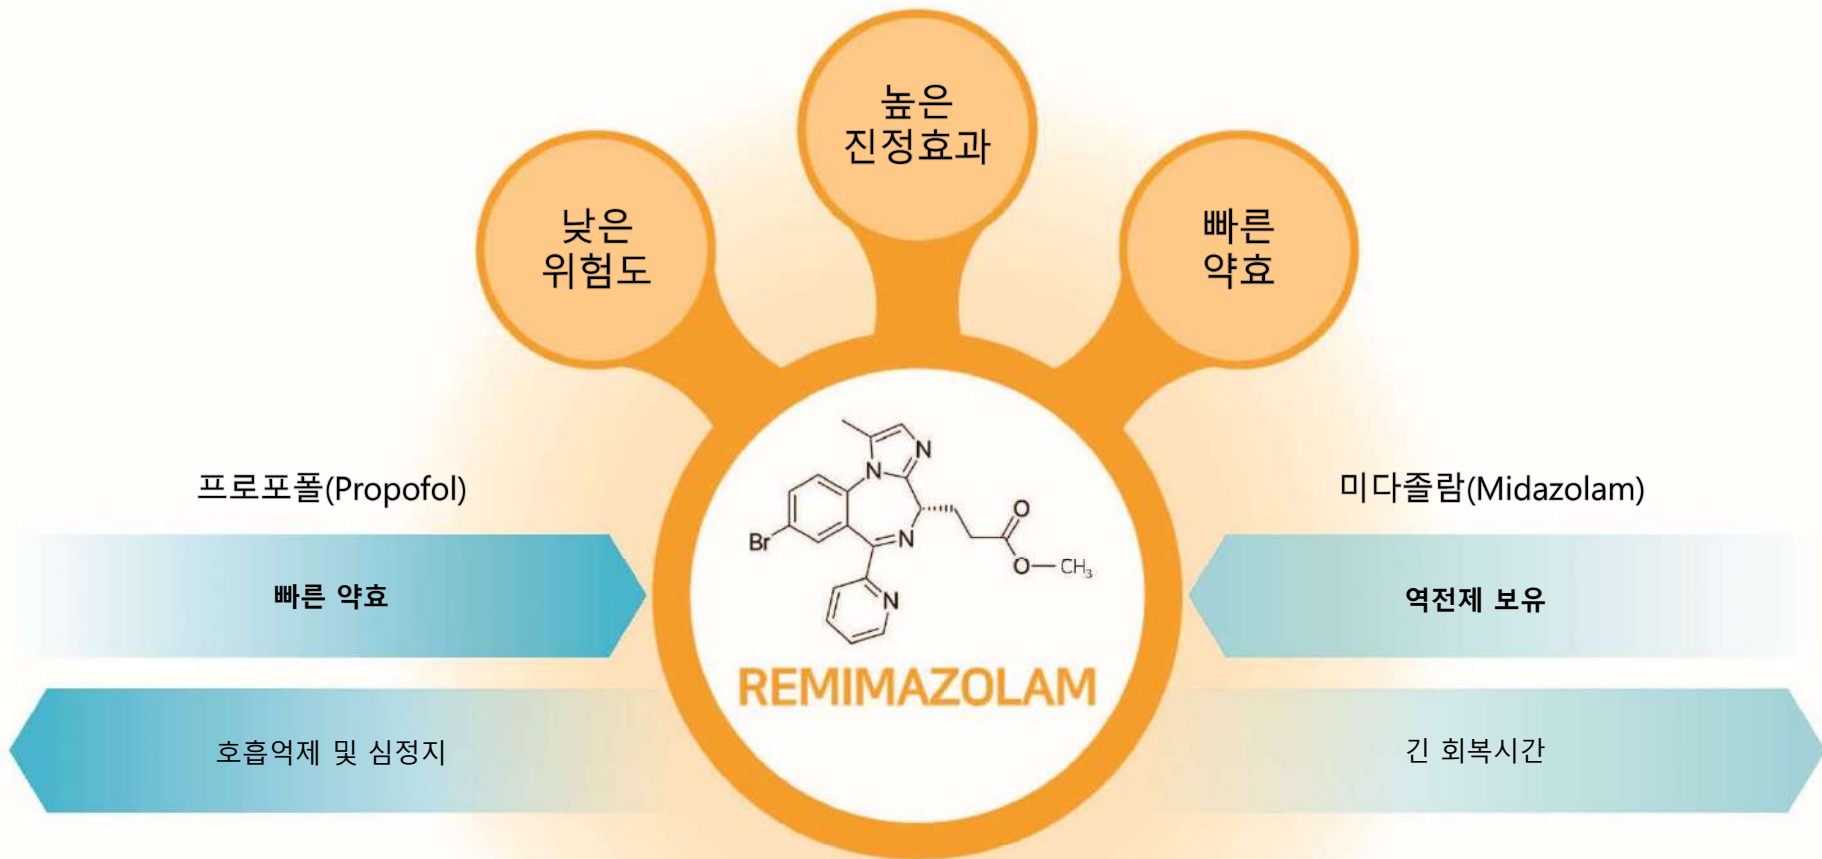 높은
진정효과
낮은
위험도
빠른
약효
프로포폴(Propofol)
미다졸람(Midazolam)
빠른 약효
역전제 보유
호흡억제 및 심정지
긴 회복시간
N
N
Br
N
O
O
CH₃
N
REMIMAZOLAM